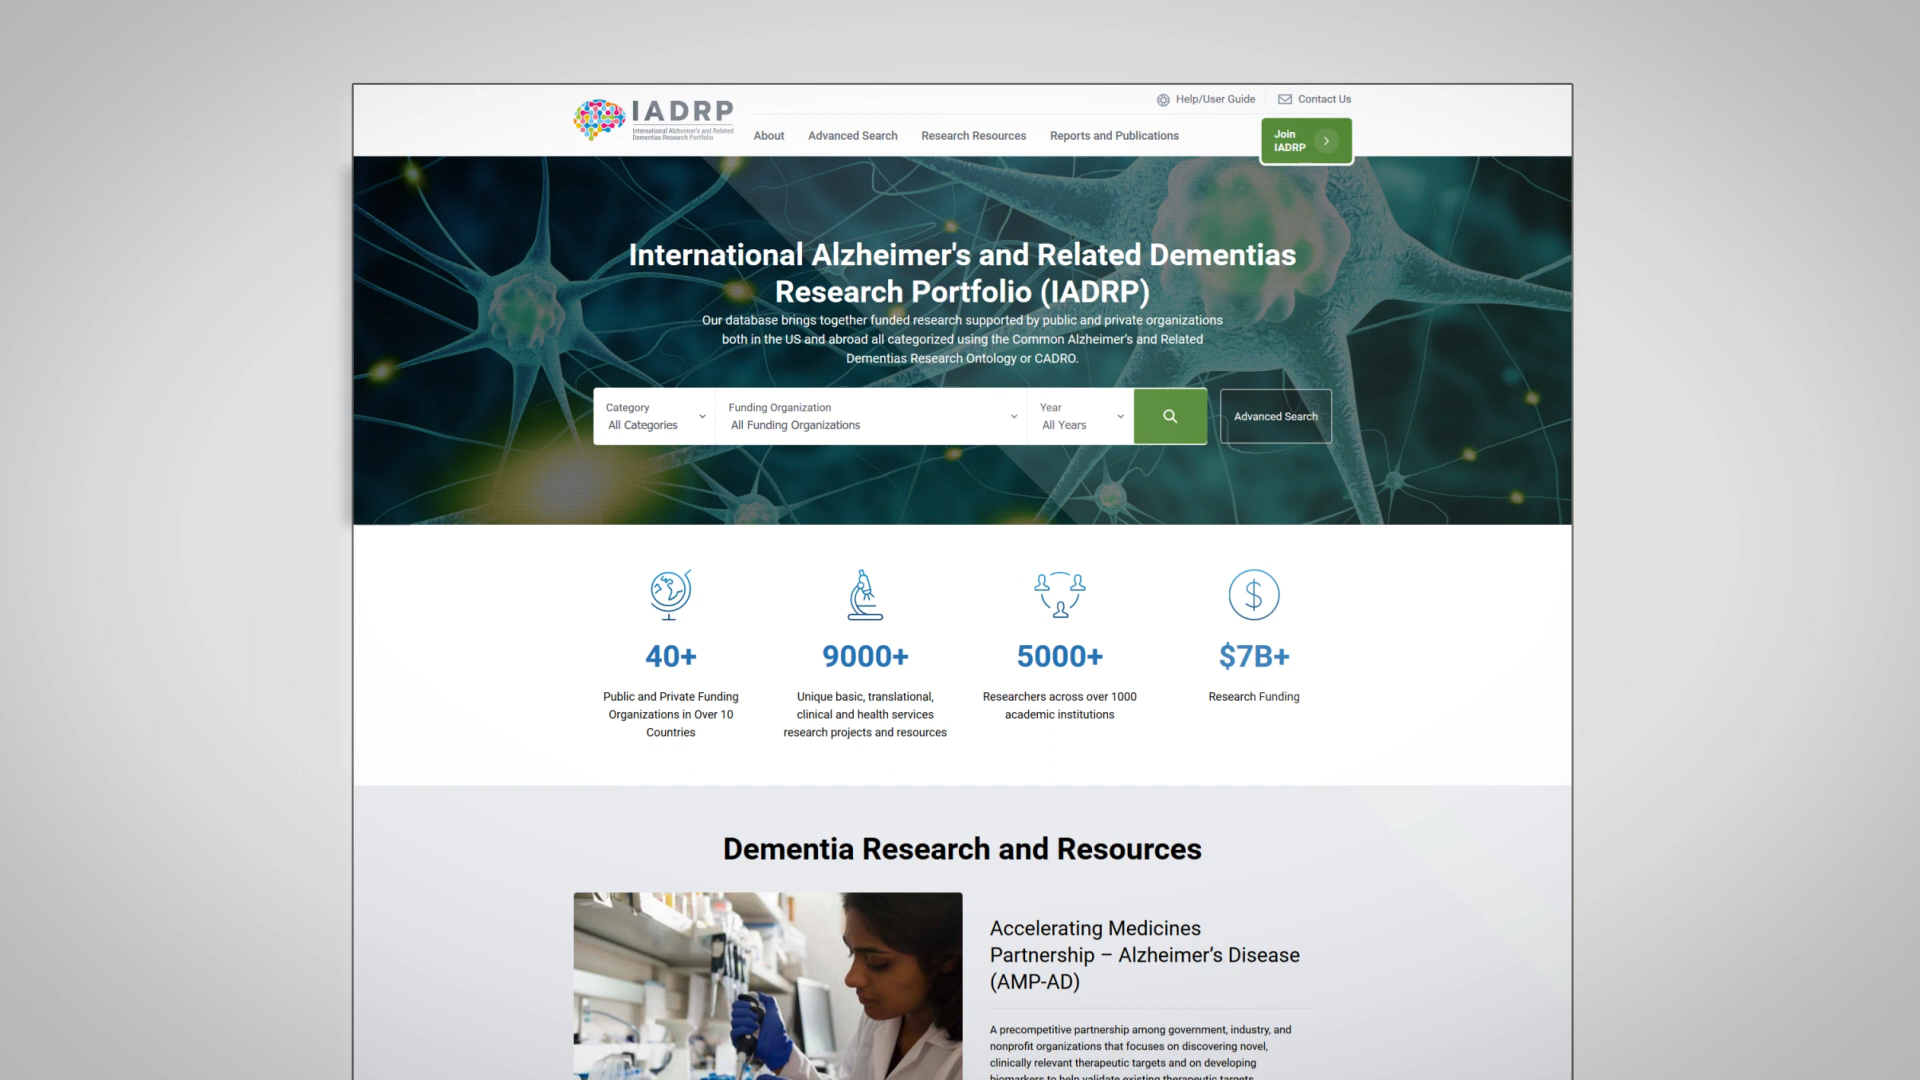 Help/User Guide
Contact Us
IADRP
International Alzheimer's and Related
Dementias Research Portfolio
About
Advanced Search
Research Resources
Reports and Publications
Join
IADRP
International Alzheimer's and Related Dementias
Research Portfolio (IADRP)
Our database brings together funded research supported by public and private organizations
both in the US and abroad all categorized using the Common Alzheimer's and Related
Dementias Research Ontology or CADRO.
Category
All Categories
Funding Organization
All Funding Organizations
Year
All Years
Advanced Search
40+
Public and Private Funding
Organizations in Over 10
Countries
9000+
Unique basic, translational,
clinical and health services
research projects and resources
5000+
Researchers across over 1000
academic institutions
$7B+
Research Funding
Dementia Research and Resources
Accelerating Medicines
Partnership – Alzheimer’s Disease
(AMP-AD)
A precompetitive partnership among government, industry, and
nonprofit organizations that focuses on discovering novel,
clinically relevant therapeutic targets and on developing
biomarkers to help validate existing therapeutic targets